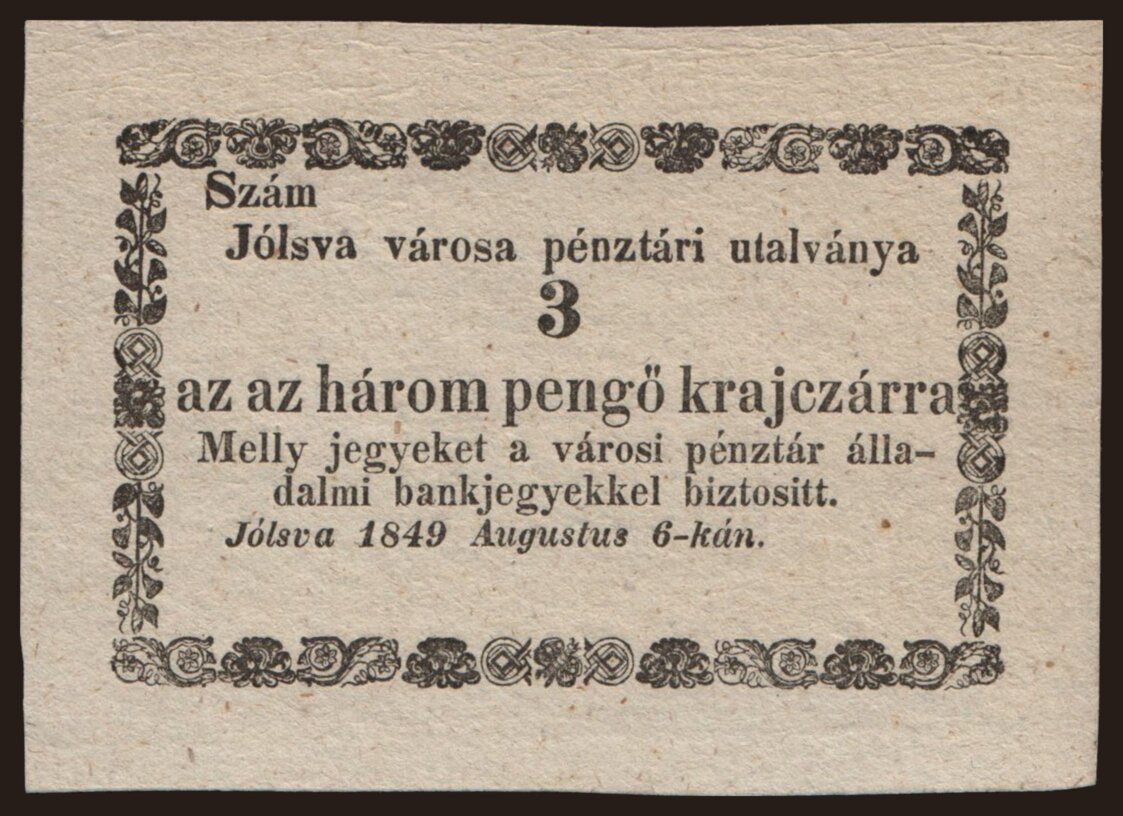 Szám
Jólsva városa pénztári utalványa
3
az az három pengö krajczárra
Melly jegyeket a városi pénztár álla-
dalmi bankjegyekkel biztositt.
Jólsva 1849 Augustus 6-kán.